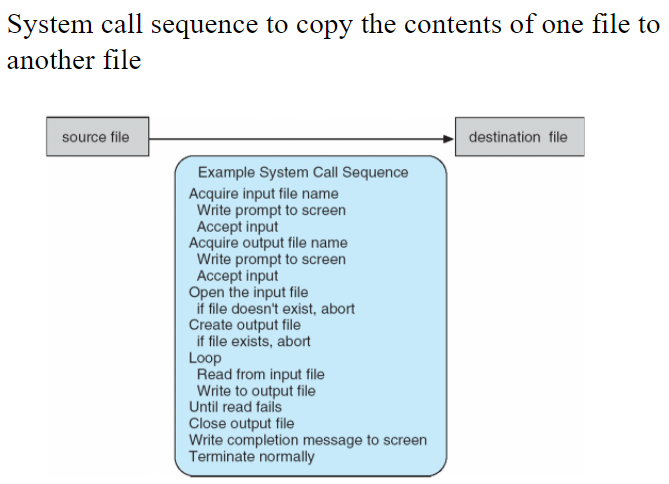 System call sequence to copy the contents of one file to
another file
source file
destination file
Example System Call Sequence
Acquire input file name
Write prompt to screen
Accept input
Acquire output file name
Write prompt to screen
Accept input
Open the input file
if file doesn't exist, abort
Create output file
if file exists, abort
Loop
Read from input file
Write to output file
Until read fails
Close output file
Write completion message to screen
Terminate normally